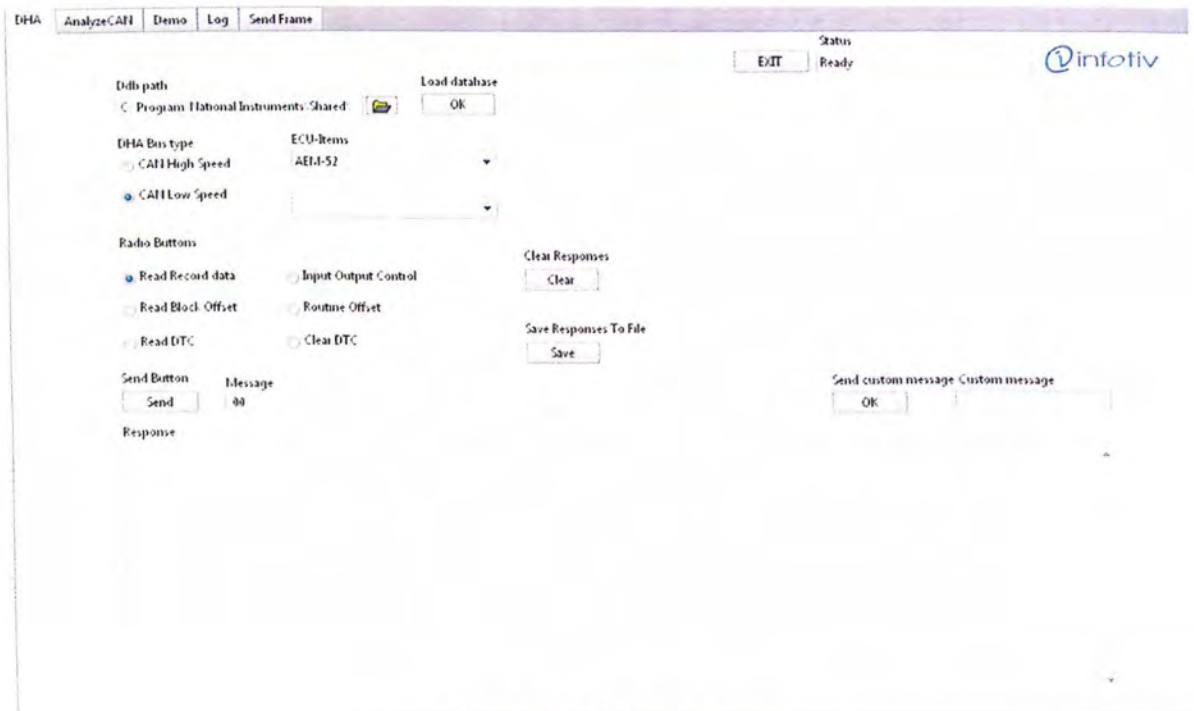 DHA AnalyzeCAN Demo Log Send Frame
Status
EXIT Ready
infotiv
Ddb path
Load database
C Program National Instruments Shared
OK
DHA Bus type
ECU-Items
CAN High Speed
AEM-52
CAN Low Speed
Radio Buttons
Read Record data
Input Output Control
Read Block Offset
Routine Offset
Read DTC
Clear DTC
Clear Responses
Clear
Save Responses To File
Save
Send Button
Message
Send
00
Send custom message Custom message
OK
Response